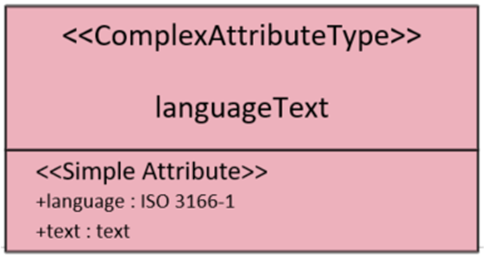 <<ComplexAttributeType>>
languageText
<<Simple Attribute>>
+language : ISO 3166-1
+text : text